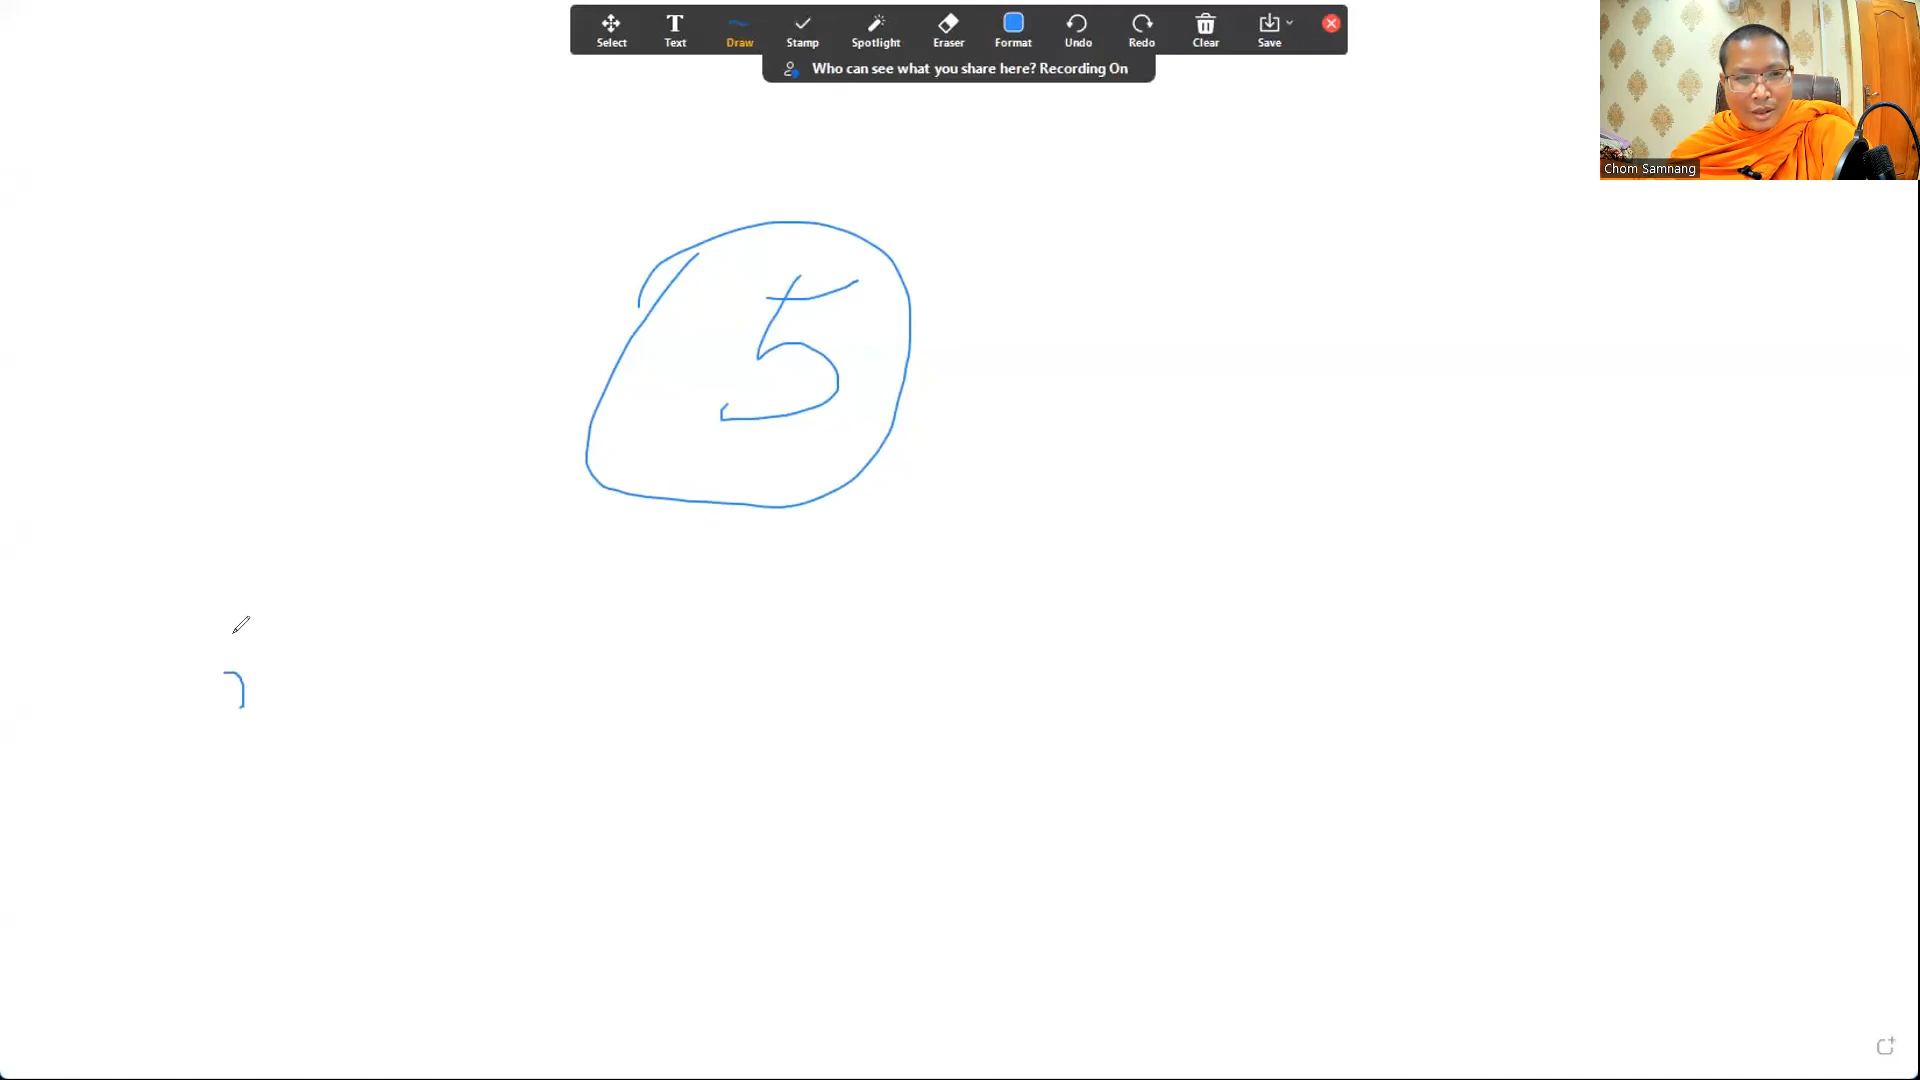 Select Text Draw Stamp Spotlight Eraser Format Undo Redo Clear Save
Who can see what you share here? Recording On
Chom Samnang
5